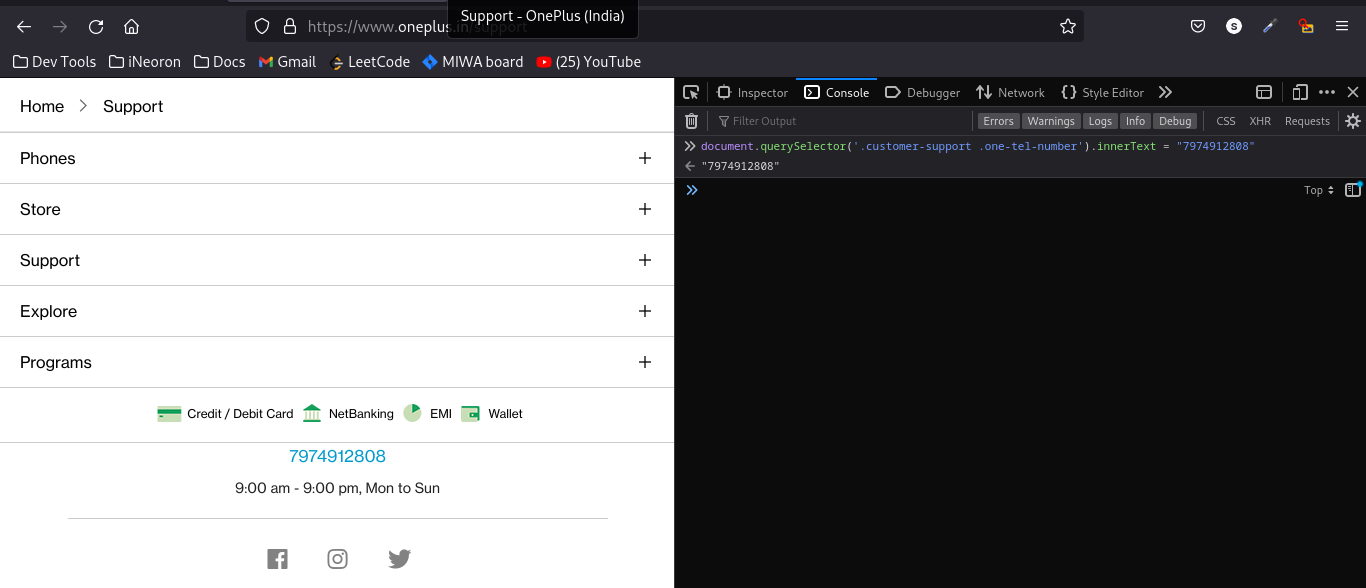 Support - OnePlus (India)
https://www.oneplus.in/support
Dev Tools iNeoron Docs Gmail LeetCode MIWA board (25) YouTube
Home > Support
Phones +
Store +
Support +
Explore +
Programs +
Credit / Debit Card NetBanking EMI Wallet
7974912808
9:00 am - 9:00 pm, Mon to Sun
Inspector Console Debugger Network Style Editor
Filter Output Errors Warnings Logs Info Debug CSS XHR Requests
document.querySelector('.customer-support .one-tel-number').innerText = "7974912808"
"7974912808"
Top
S